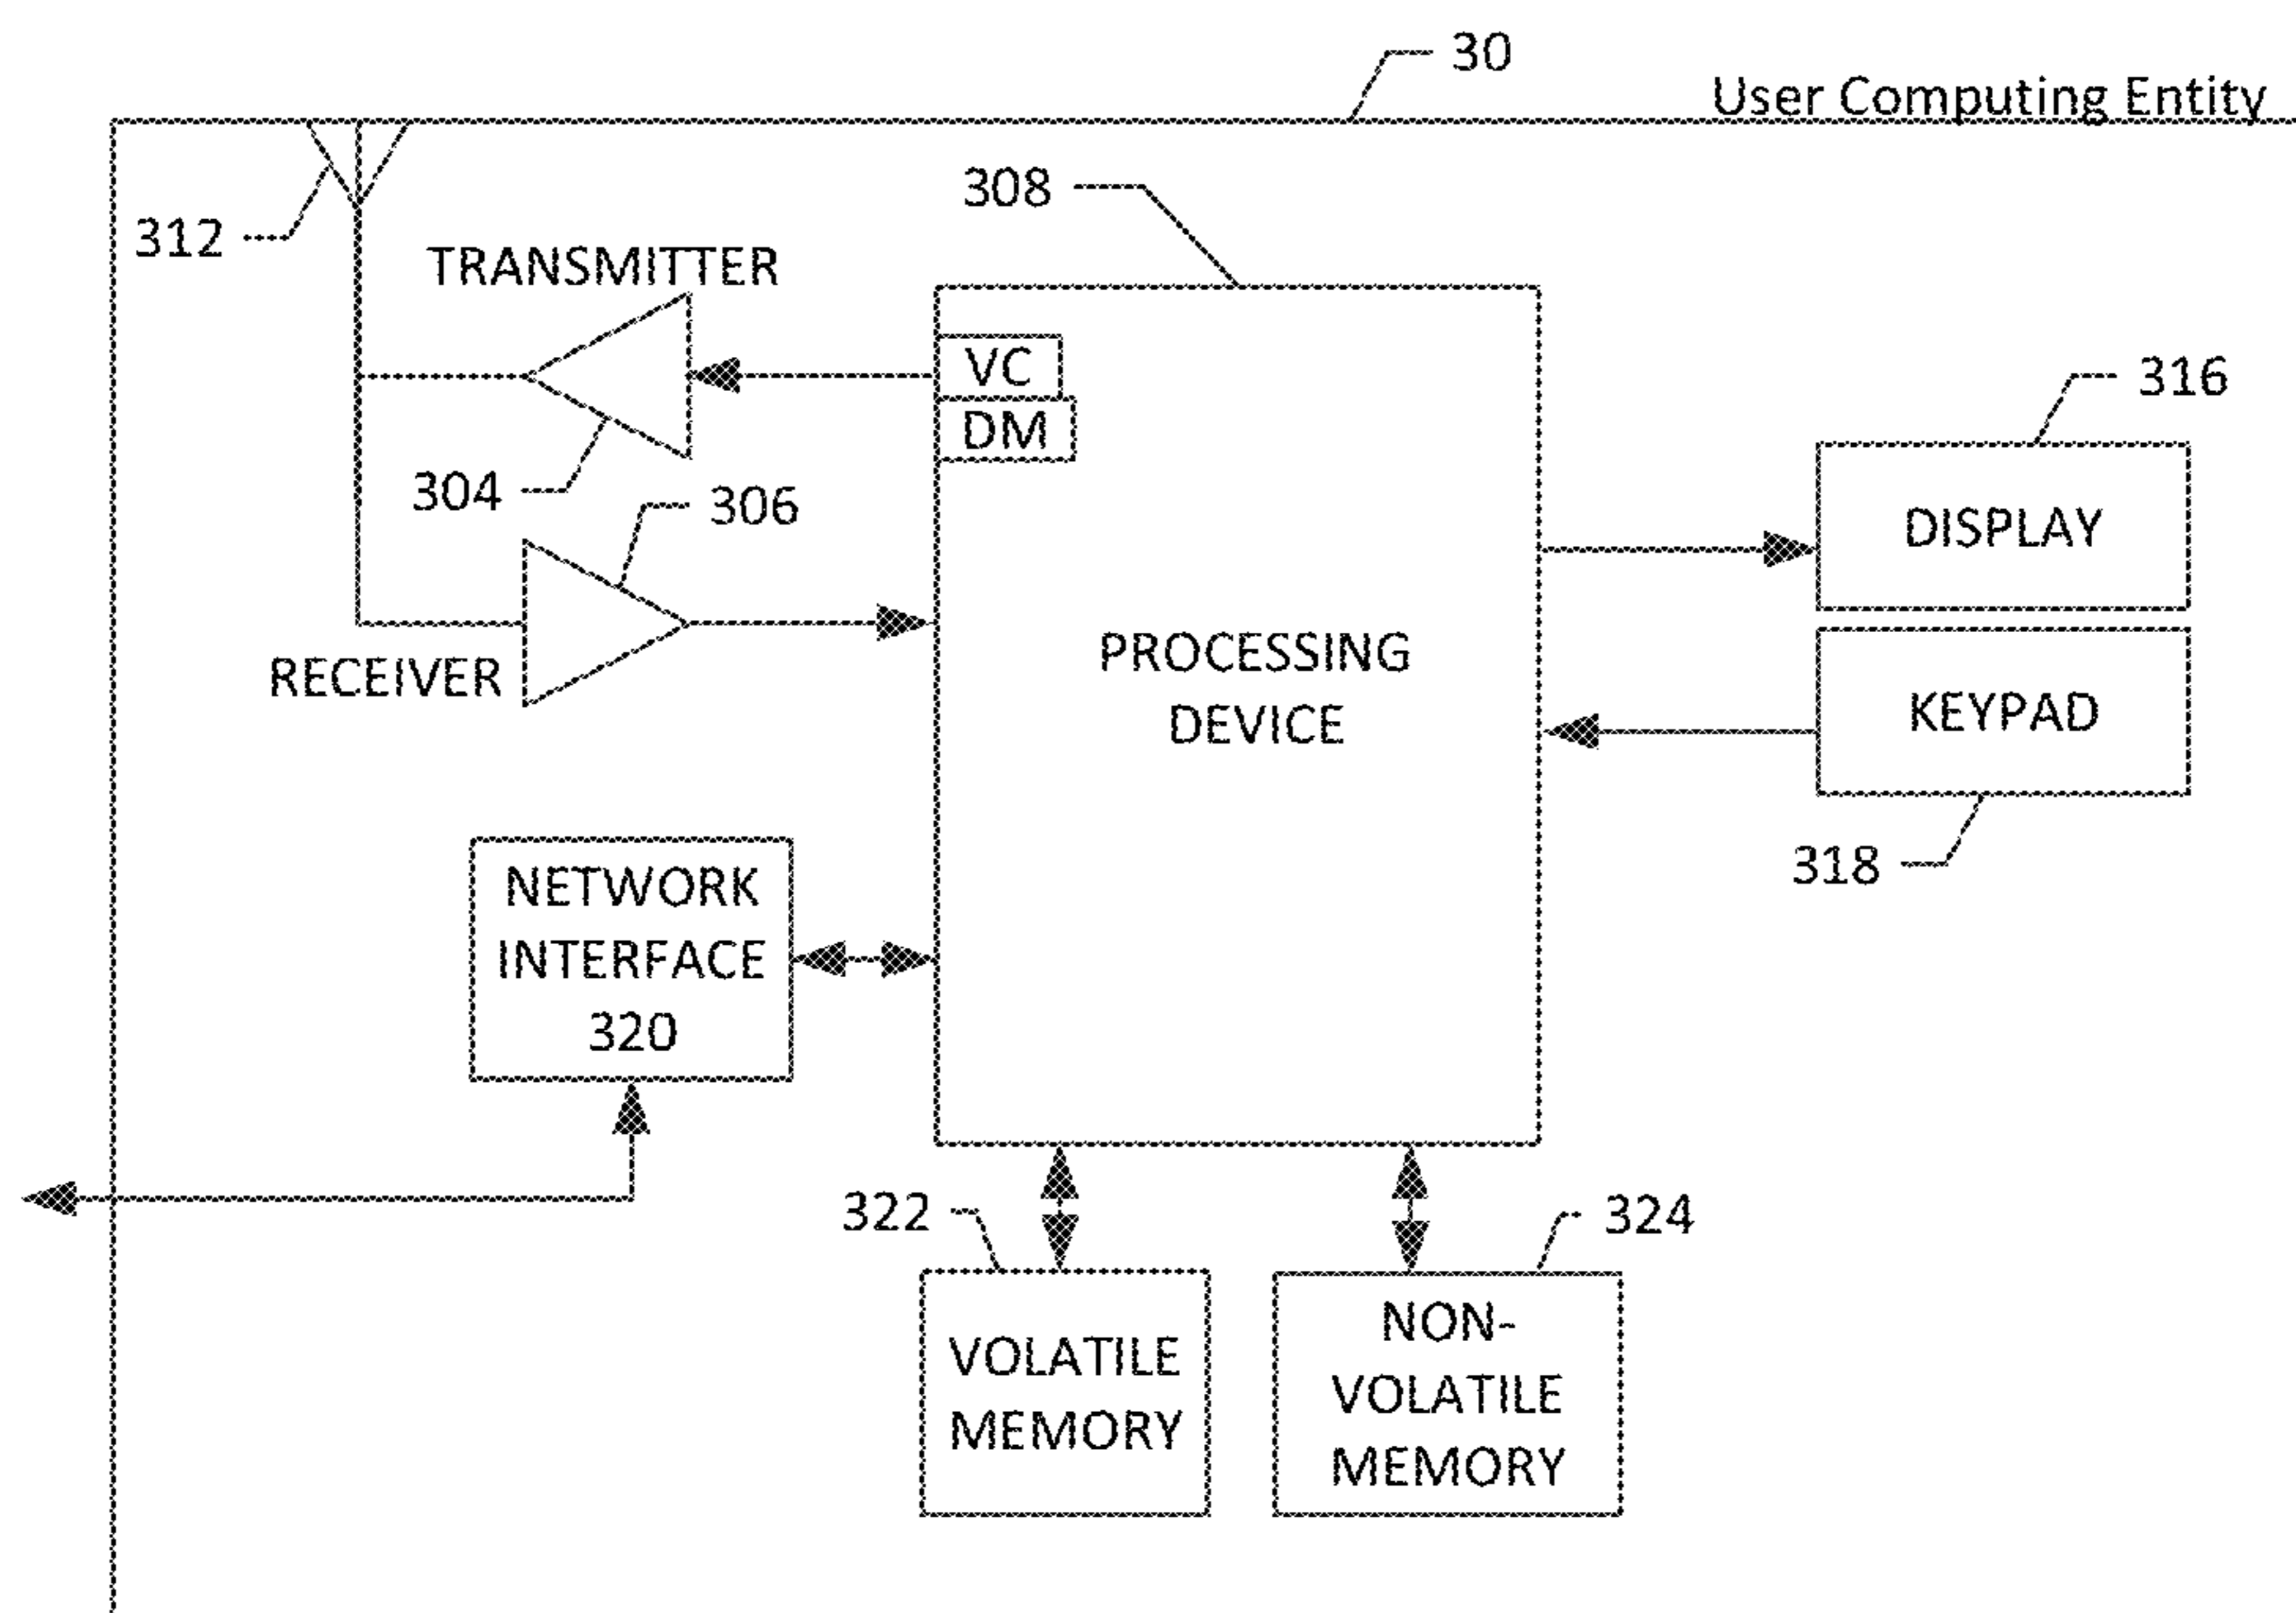 30
User Computing Entity
308
312
TRANSMITTER
VC
DM
316
304
306
DISPLAY
RECEIVER
PROCESSING
DEVICE
KEYPAD
318
NETWORK
INTERFACE
320
322
324
VOLATILE
MEMORY
NON-
VOLATILE
MEMORY